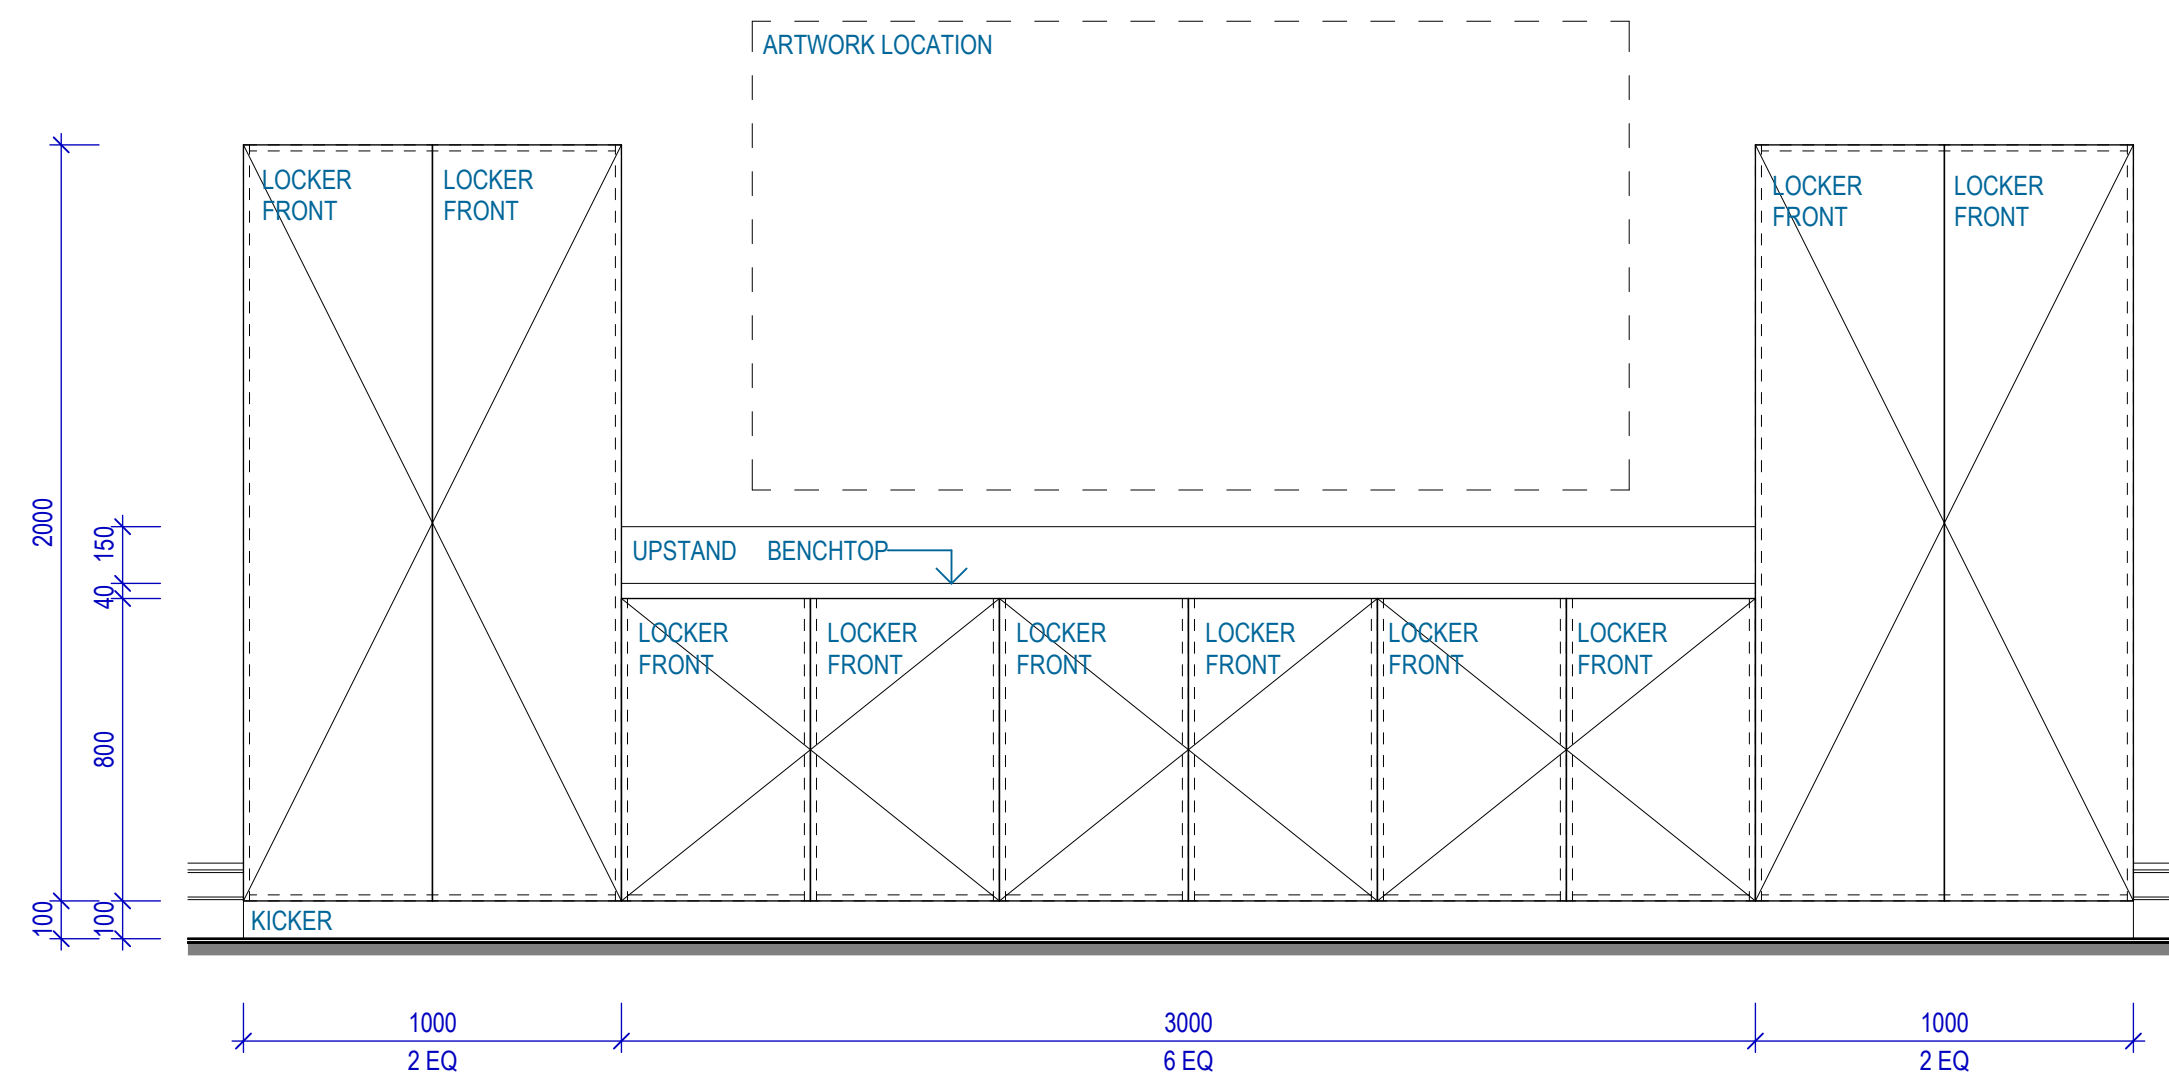 ARTWORK LOCATION
LOCKER
FRONT
LOCKER
FRONT
LOCKER
FRONT
LOCKER
FRONT
2000
150
40
800
100
100
UPSTAND
BENCHTOP
LOCKER
FRONT
LOCKER
FRONT
LOCKER
FRONT
LOCKER
FRONT
LOCKER
FRONT
LOCKER
FRONT
KICKER
1000
2 EQ
3000
6 EQ
1000
2 EQ